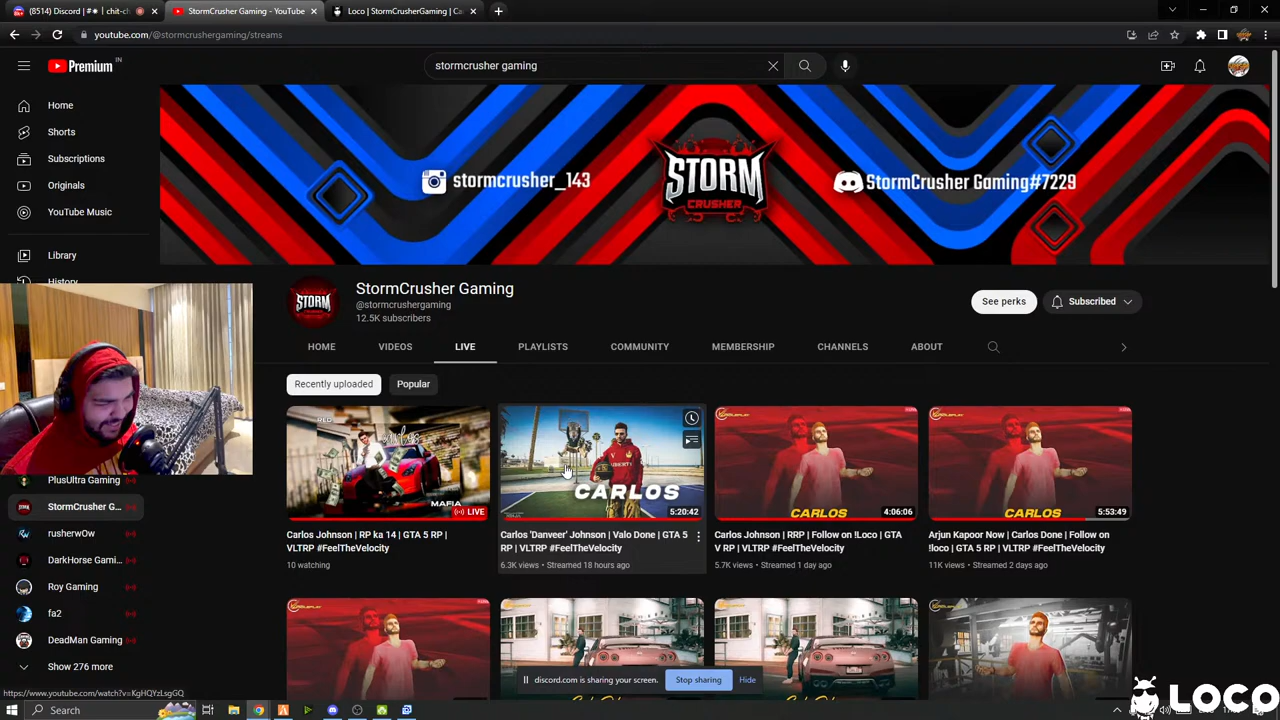 (8514) Discord | #
chit-ch
StormCrusher Gaming - YouTube
Loco | StormCrusherGaming | Ca
youtube.com/@stormcrushergaming/streams
Premium IN
stormcrusher gaming
Home
Shorts
Subscriptions
Originals
YouTube Music
Library
History
stormcrusher_143
STORM
CRUSHER
StormCrusher Gaming#7229
STORM
StormCrusher Gaming
@stormcrushergaming
12.5K subscribers
See perks
Subscribed
HOME
VIDEOS
LIVE
PLAYLISTS
COMMUNITY
MEMBERSHIP
CHANNELS
ABOUT
Recently uploaded
Popular
RED
carlos
MAFIA
LIVE
CARLOS
5:20:42
CARLOS
4:06:06
CARLOS
5:53:49
Carlos Johnson | RP ka 14 | GTA 5 RP |
VLTRP #FeelTheVelocity
10 watching
Carlos 'Danveer' Johnson | Valo Done | GTA 5
RP | VLTRP #FeelTheVelocity
6.3K views • Streamed 18 hours ago
Carlos Johnson | RRP | Follow on !Loco | GTA
V RP | VLTRP #FeelTheVelocity
5.7K views • Streamed 1 day ago
Arjun Kapoor Now | Carlos Done | Follow on
!loco | GTA 5 RP | VLTRP #FeelTheVelocity
11K views • Streamed 2 days ago
PlusUltra Gaming
StormCrusher G...
rusherwOw
DarkHorse Gami...
Roy Gaming
fa2
DeadMan Gaming
Show 276 more
discord.com is sharing your screen.
Stop sharing
Hide
https://www.youtube.com/watch?v=KgHQYzLsgGQ
Search
LOCO